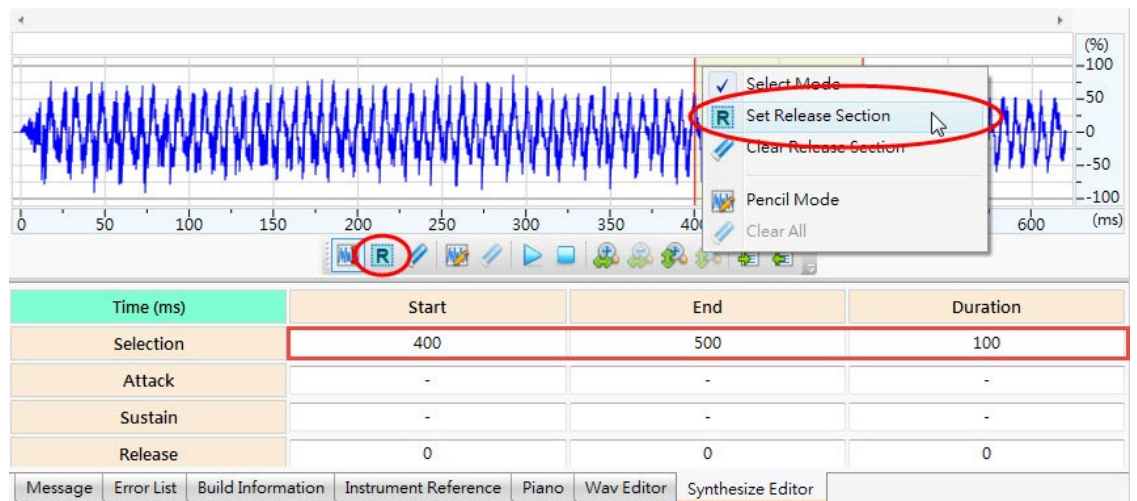 (%)
100
50
0
-50
-100
Select Mode
R Set Release Section
Clear Release Section
Pencil Mode
Clear All
0 50 100 150 200 250 300 350 40 600 (ms)
R
Time (ms) Start End Duration
Selection 400 500 100
Attack - - -
Sustain - - -
Release 0 0 0
Message Error List Build Information Instrument Reference Piano Wav Editor Synthesize Editor